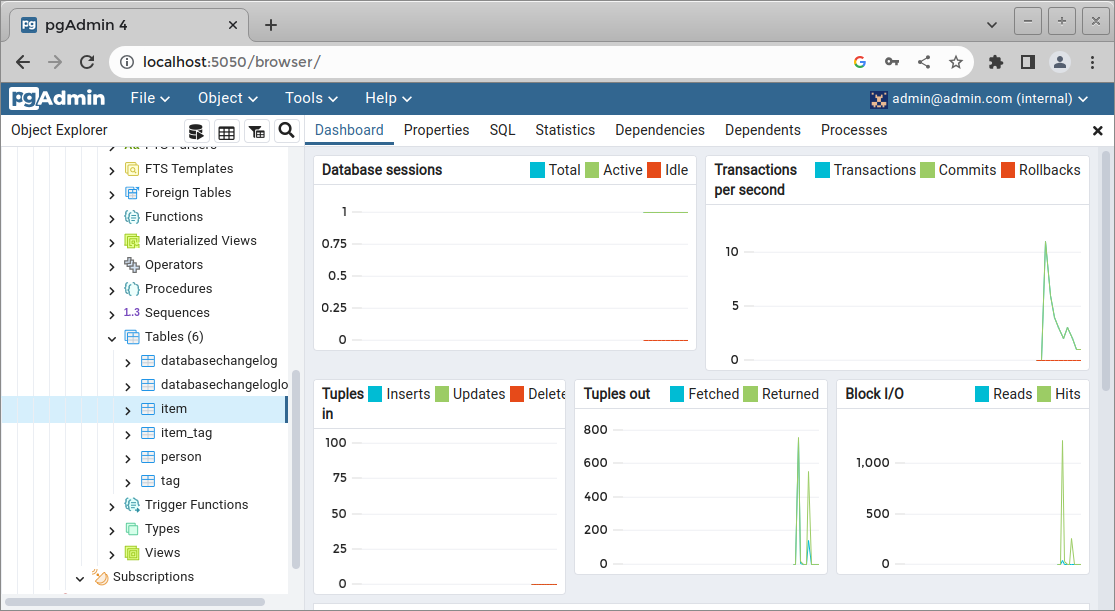 pgAdmin 4
localhost:5050/browser/
pgAdmin File Object Tools Help admin@admin.com (internal)
Object Explorer
Dashboard Properties SQL Statistics Dependencies Dependents Processes
FTS Parsers
FTS Templates
Foreign Tables
Functions
Materialized Views
Operators
Procedures
1.3 Sequences
Tables (6)
databasechangelog
databasechangeloglo
item
item_tag
person
tag
Trigger Functions
Types
Views
Subscriptions
Database sessions
Total Active Idle
1
0.75
0.5
0.25
0
Transactions per second
Transactions Commits Rollbacks
10
5
0
Tuples in
Inserts Updates Delete
100
75
50
25
0
Tuples out
Fetched Returned
800
600
400
200
0
Block I/O
Reads Hits
1,000
500
0